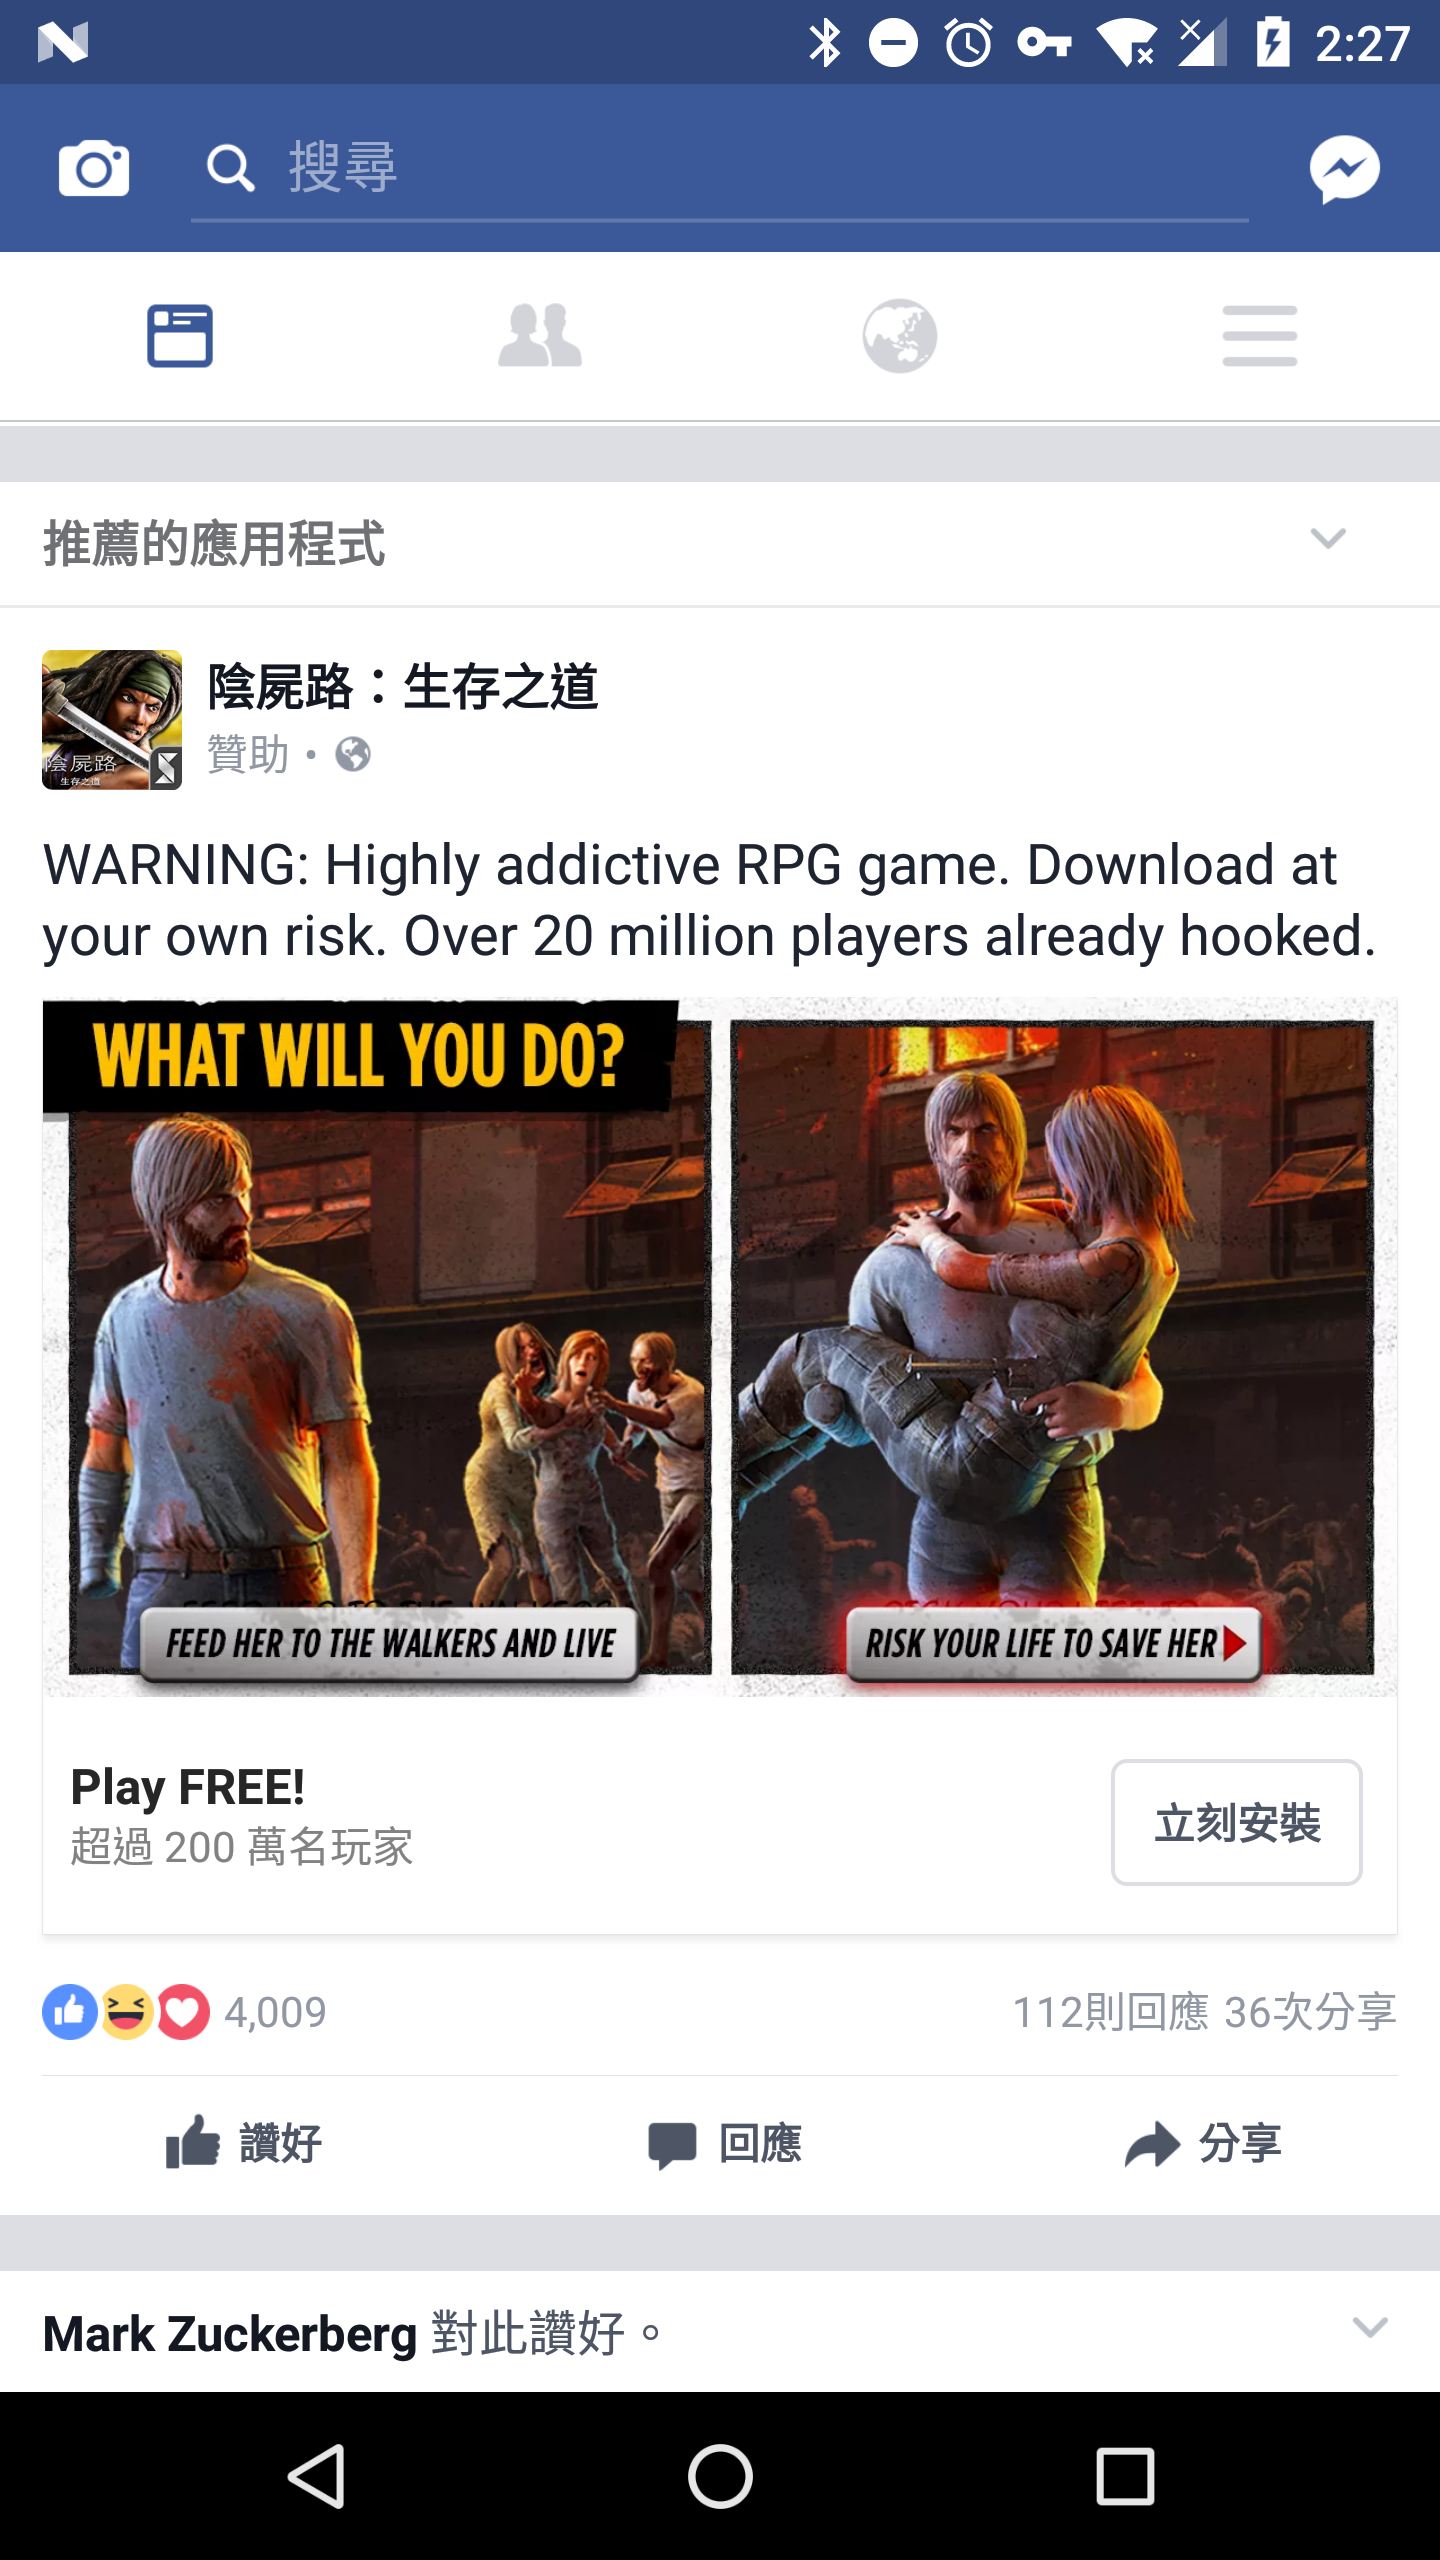 2:27
搜尋
推薦的應用程式
陰屍路
生存之道
陰屍路：生存之道
贊助 •
WARNING: Highly addictive RPG game. Download at
your own risk. Over 20 million players already hooked.
WHAT WILL YOU DO?
FEED HER TO THE WALKERS AND LIVE
RISK YOUR LIFE TO SAVE HER
Play FREE!
超過 200 萬名玩家
立刻安裝
4,009
112則回應 36次分享
讚好
回應
分享
Mark Zuckerberg 對此讚好。